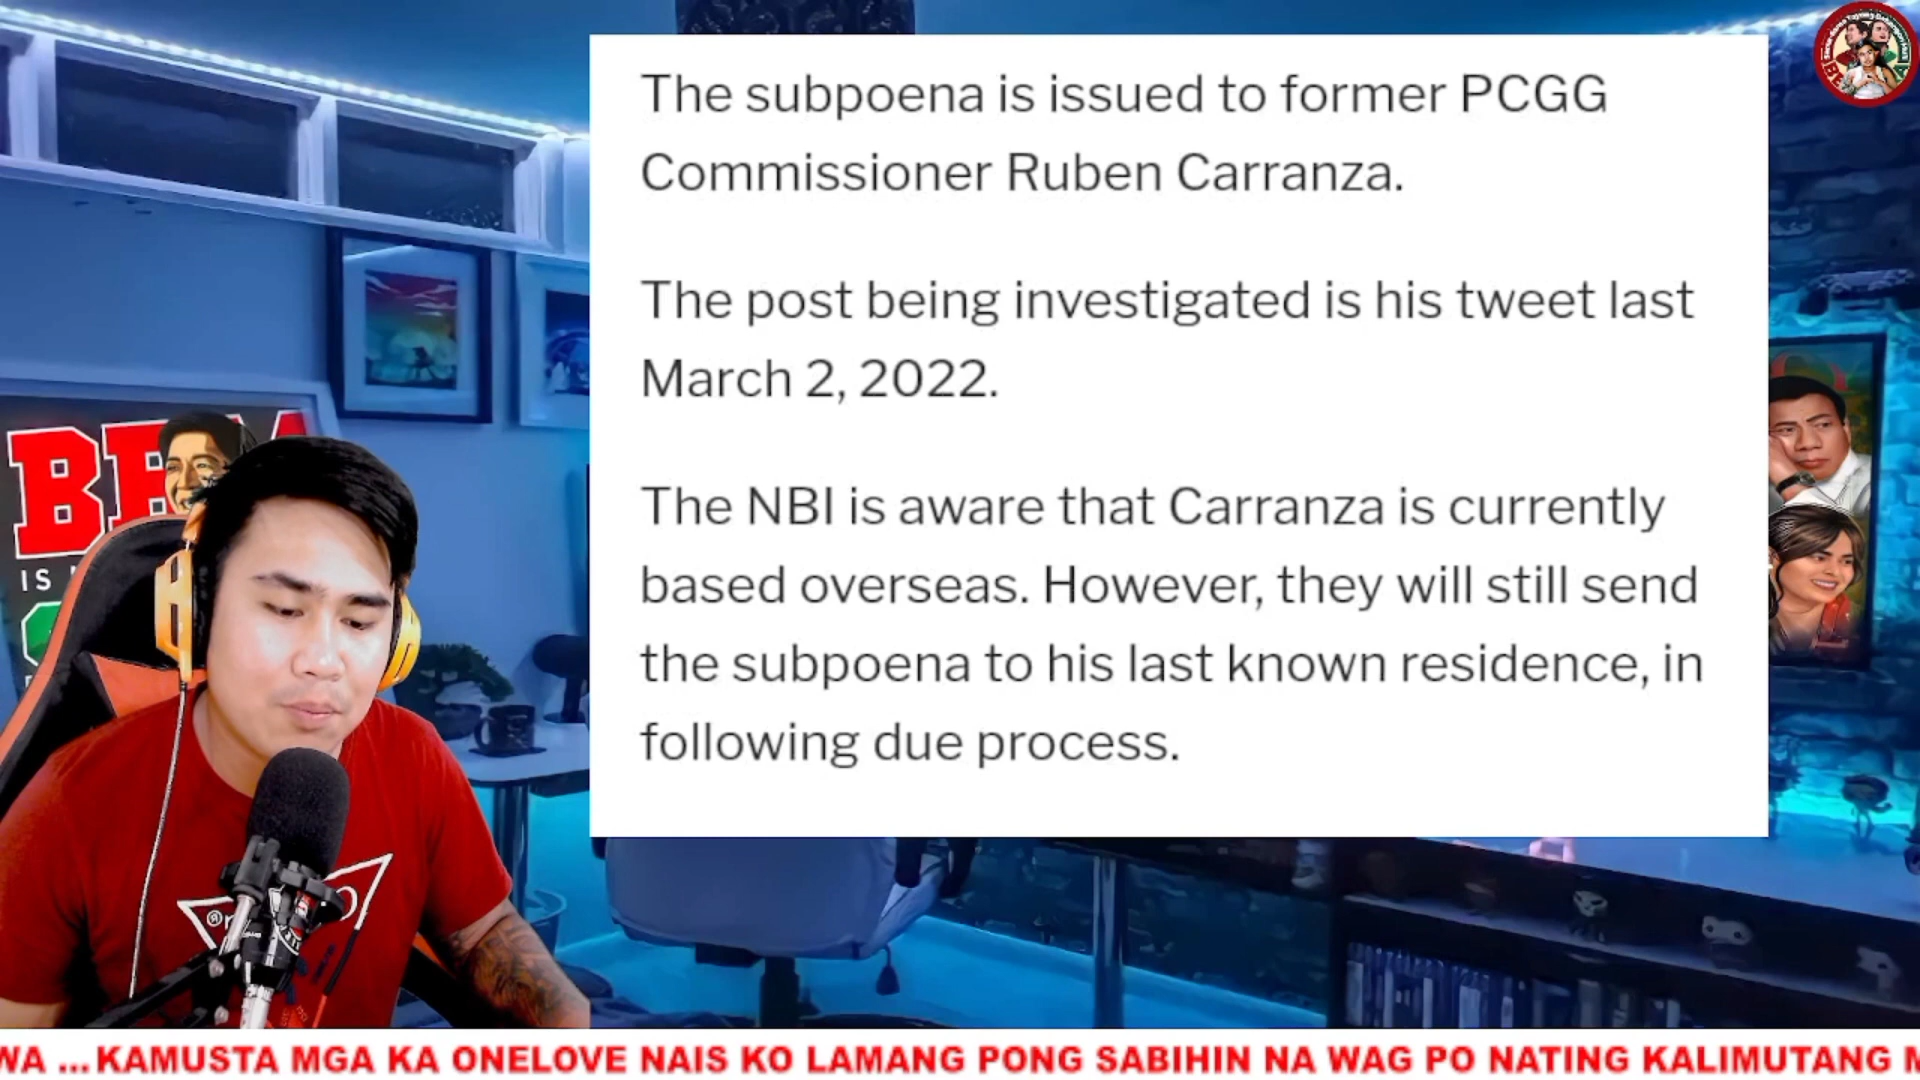 The subpoena is issued to former PCGG
Commissioner Ruben Carranza.
The post being investigated is his tweet last
March 2, 2022.
The NBI is aware that Carranza is currently
based overseas. However, they will still send
the subpoena to his last known residence, in
following due process.
IS
WA ... KAMUSTA MGA KA ONELOVE NAIS KO LAMANG PONG SABIHIN NA WAG PO NATING KALIMUTANG M